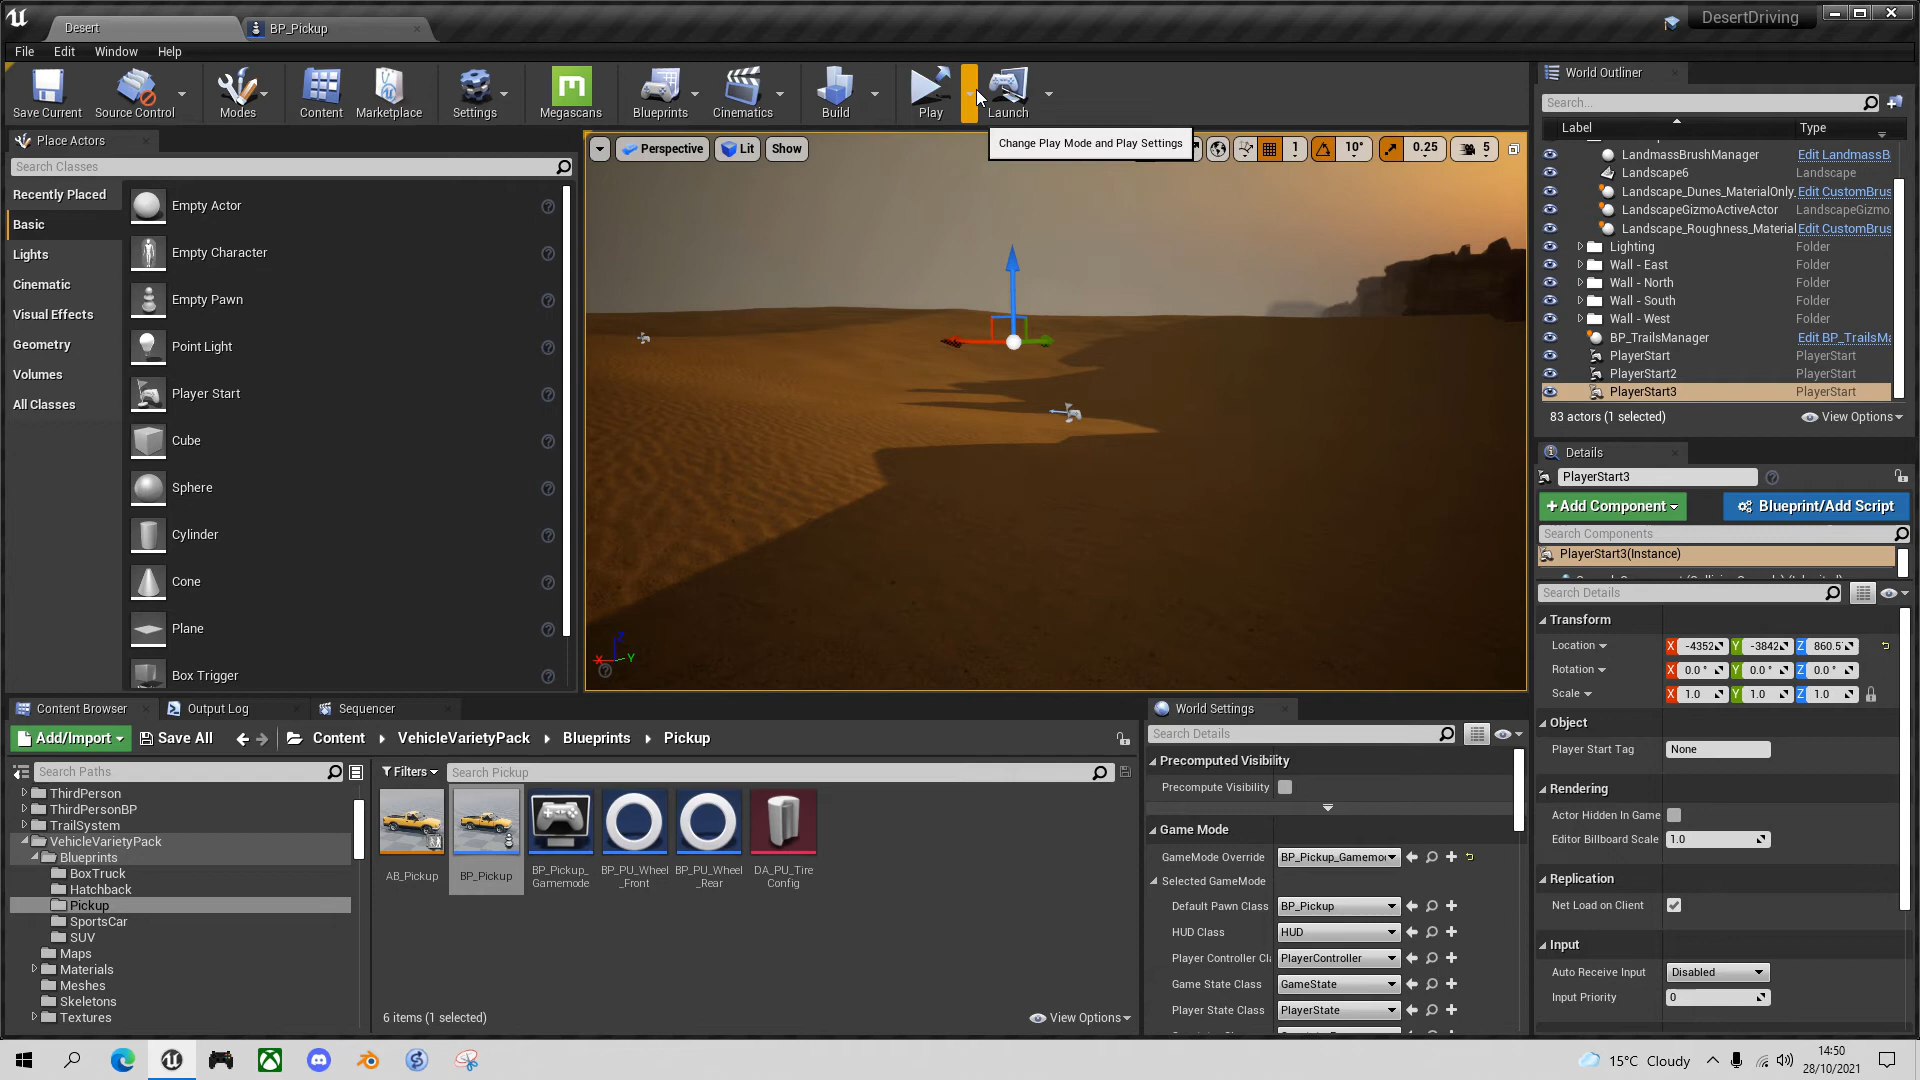 Desert
BP_Pickup
DesertDriving
File Edit Window Help
Save Current
Source Control
Modes
Content
Marketplace
Settings
Megascans
Blueprints
Cinematics
Build
Play
Launch
Change Play Mode and Play Settings
Place Actors
Search Classes
Recently Placed
Basic
Lights
Cinematic
Visual Effects
Geometry
Volumes
All Classes
Empty Actor
Empty Character
Empty Pawn
Point Light
Player Start
Cube
Sphere
Cylinder
Cone
Plane
Box Trigger
Perspective
Lit
Show
1
10°
0.25
5
X
Y
Z
World Outliner
Search...
Label Type
LandmassBrushManager Edit LandmassB
Landscape6 Landscape
Landscape_Dunes_MaterialOnly_ Edit CustomBrus
LandscapeGizmoActiveActor LandscapeGizmo
Landscape_Roughness_Material Edit CustomBrus
Lighting Folder
Wall - East Folder
Wall - North Folder
Wall - South Folder
Wall - West Folder
BP_TrailsManager Edit BP_TrailsMa
PlayerStart PlayerStart
PlayerStart2 PlayerStart
PlayerStart3 PlayerStart
83 actors (1 selected)
View Options
Details
PlayerStart3
+Add Component
Blueprint/Add Script
Search Components
PlayerStart3(Instance)
Search Details
Transform
Location X -4352 Y -3842 Z 860.5
Rotation X 0.0 ° Y 0.0 ° Z 0.0 °
Scale X 1.0 Y 1.0 Z 1.0
Object
Player Start Tag None
Rendering
Actor Hidden In Game
Editor Billboard Scale 1.0
Replication
Net Load on Client
Input
Auto Receive Input Disabled
Input Priority 0
Content Browser
Output Log
Sequencer
Add/Import
Save All
Content VehicleVarietyPack Blueprints Pickup
Search Paths
Filters
Search Pickup
ThirdPerson
ThirdPersonBP
TrailSystem
VehicleVarietyPack
Blueprints
BoxTruck
Hatchback
Pickup
SportsCar
SUV
Maps
Materials
Meshes
Skeletons
Textures
AB_Pickup
BP_Pickup
BP_Pickup_
Gamemode
BP_PU_Wheel
_Front
BP_PU_Wheel
_Rear
DA_PU_Tire
Config
6 items (1 selected)
View Options
World Settings
Search Details
Precomputed Visibility
Precompute Visibility
Game Mode
GameMode Override BP_Pickup_Gamemo
Selected GameMode
Default Pawn Class BP_Pickup
HUD Class HUD
Player Controller Cl PlayerController
Game State Class GameState
Player State Class PlayerState
15°C Cloudy
14:50
28/10/2021